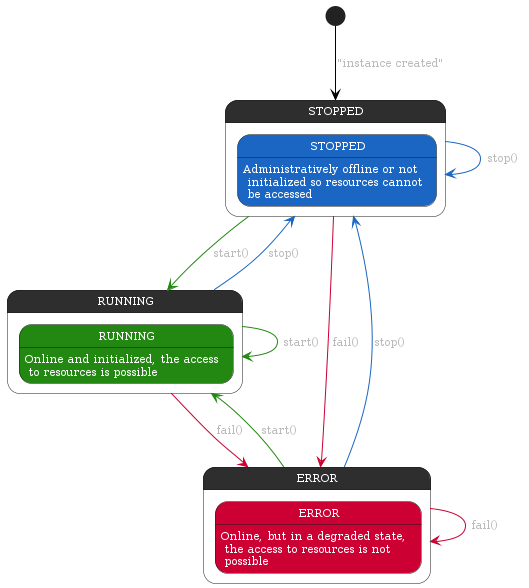 "instance created"
STOPPED
STOPPED
Administratively offline or not
initialized so resources cannot
be accessed
stop()
start()
stop()
RUNNING
RUNNING
Online and initialized, the access
to resources is possible
start()
fail()
stop()
fail()
start()
ERROR
ERROR
Online, but in a degraded state,
the access to resources is not
possible
fail()